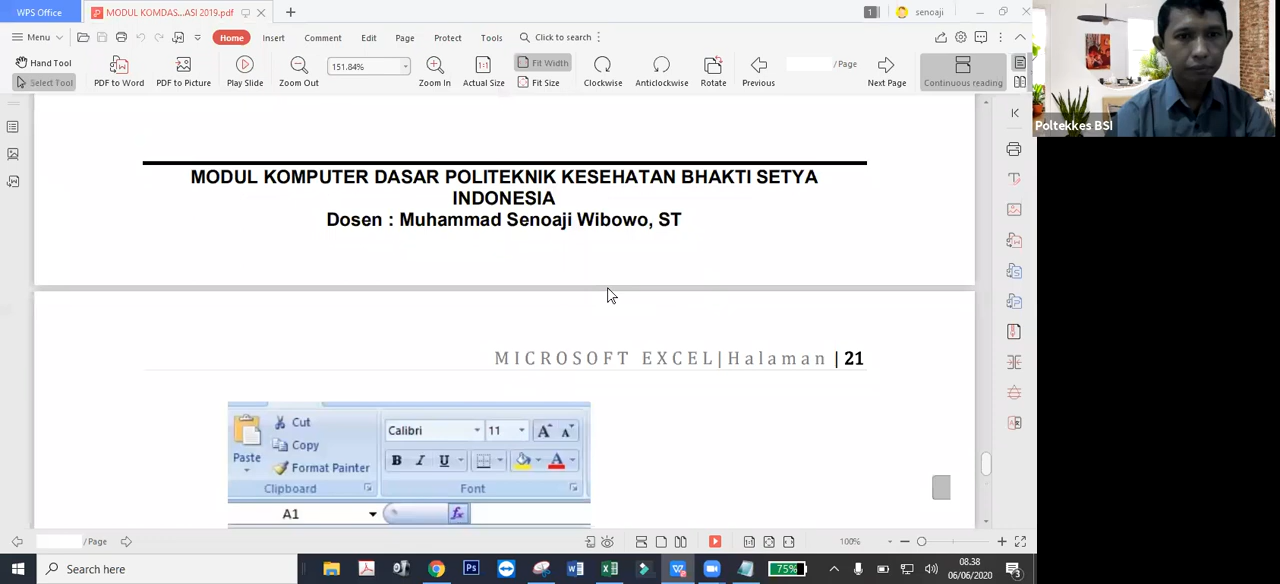 WPS Office
MODUL KOMDAS...ASI 2019.pdf
1
senoaji
Menu
Home
Insert
Comment
Edit
Page
Protect
Tools
Click to search
Hand Tool
Select Tool
PDF to Word
PDF to Picture
Play Slide
Zoom Out
151.84%
Zoom In
Actual Size
Fit Width
Fit Size
Clockwise
Anticlockwise
Rotate
Previous
/ Page
Next Page
Continuous reading
Poltekkes BSI
MODUL KOMPUTER DASAR POLITEKNIK KESEHATAN BHAKTI SETYA
INDONESIA
Dosen : Muhammad Senoaji Wibowo, ST
MICROSOFT EXCEL|Halaman | 21
Paste
Cut
Copy
Format Painter
Clipboard
Calibri
11
B I U
Font
A1
fx
/ Page
100%
Search here
75%
08.38
06/06/2020
3